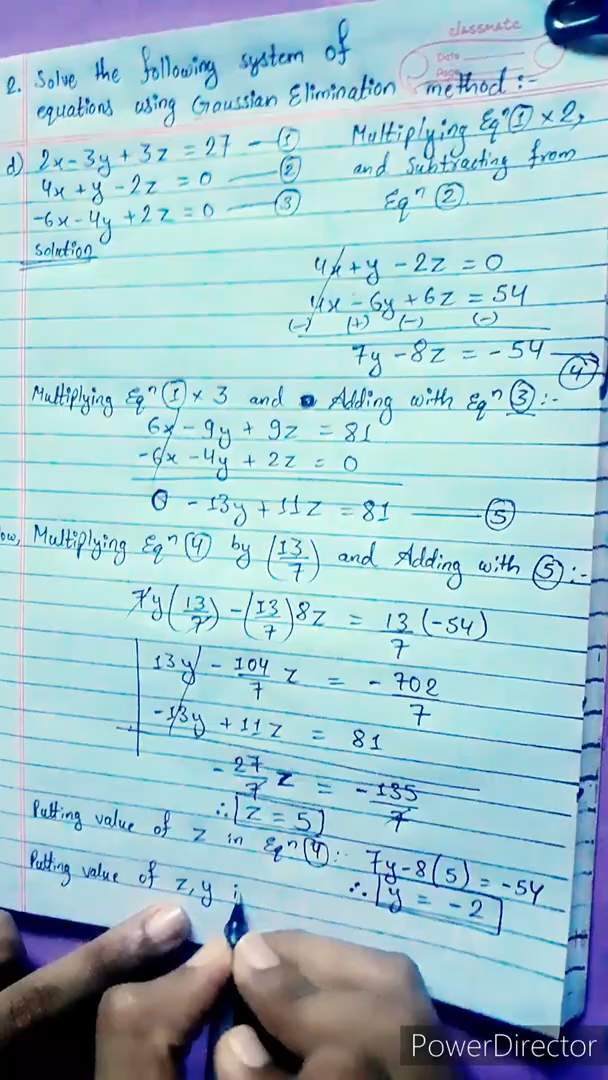 classmate
Date
Page
2. Solve the following system of
equations using Gaussian Elimination method :-
d) 2x - 3y + 3z = 27 — ①
4x + y - 2z = 0 — ②
-6x - 4y + 2z = 0 — ③
solution
Multiplying Eqⁿ ① × 2,
and Subtracting from
Eqⁿ ②.
4x + y - 2z = 0
4x - 6y + 6z = 54
(-) (+) (-) (-)
7y - 8z = -54 — ④
Multiplying Eqⁿ ① × 3 and Adding with Eqⁿ ③ :-
6x - 9y + 9z = 81
-6x - 4y + 2z = 0
0 - 13y + 11z = 81 — ⑤
Now, Multiplying Eqⁿ ④ by (13/7) and Adding with ⑤ :-
7y(13/7) - (13/7)8z = 13/7 (-54)
13y - 104/7 z = - 702/7
-13y + 11z = 81
-27/7 z = -135/7
∴ z = 5
Putting value of z in Eqⁿ ④ :- 7y - 8(5) = -54
∴ y = -2
Putting value of z, y i
PowerDirector